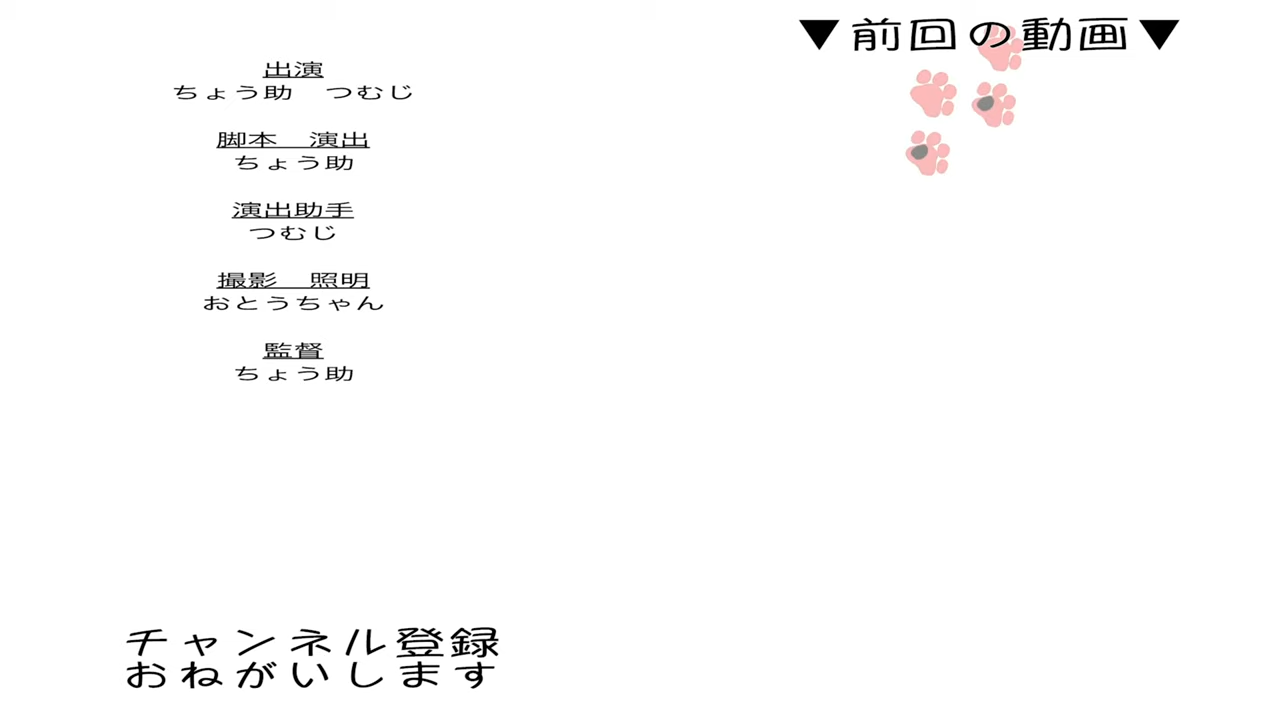 ▼前回の動画▼
出演
ちょう助　つむじ
脚本　演出
ちょう助
演出助手
つむじ
撮影　照明
おとうちゃん
監督
ちょう助
チャンネル登録
おねがいします